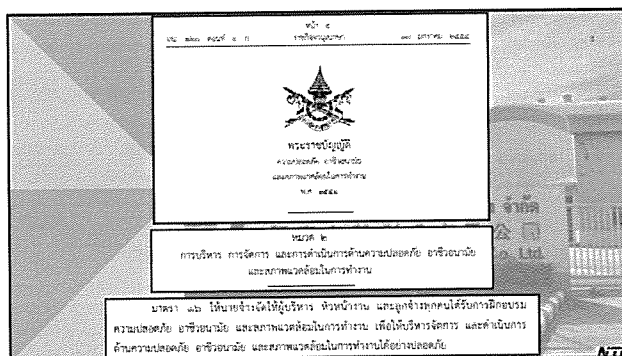 หน้า ๕
เล่ม ๑๒๘ ตอนที่ ๔ ก ราชกิจจานุเบกษา ๑๗ มกราคม ๒๕๕๔
พระราชบัญญัติ
ความปลอดภัย อาชีวอนามัย
และสภาพแวดล้อมในการทำงาน
พ.ศ. ๒๕๕๔
หมวด ๒
การบริหาร การจัดการ และการดำเนินการด้านความปลอดภัย อาชีวอนามัย
และสภาพแวดล้อมในการทำงาน
จำกัด
公司
Co., Ltd.
มาตรา ๑๖ ให้นายจ้างจัดให้ผู้บริหาร หัวหน้างาน และลูกจ้างทุกคนได้รับการฝึกอบรม
ความปลอดภัย อาชีวอนามัย และสภาพแวดล้อมในการทำงาน เพื่อให้บริหารจัดการ และดำเนินการ
ด้านความปลอดภัย อาชีวอนามัย และสภาพแวดล้อมในการทำงานได้อย่างปลอดภัย